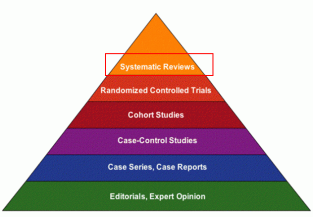 Systematic Reviews
Randomized Controlled Trials
Cohort Studies
Case-Control Studies
Case Series, Case Reports
Editorials, Expert Opinion